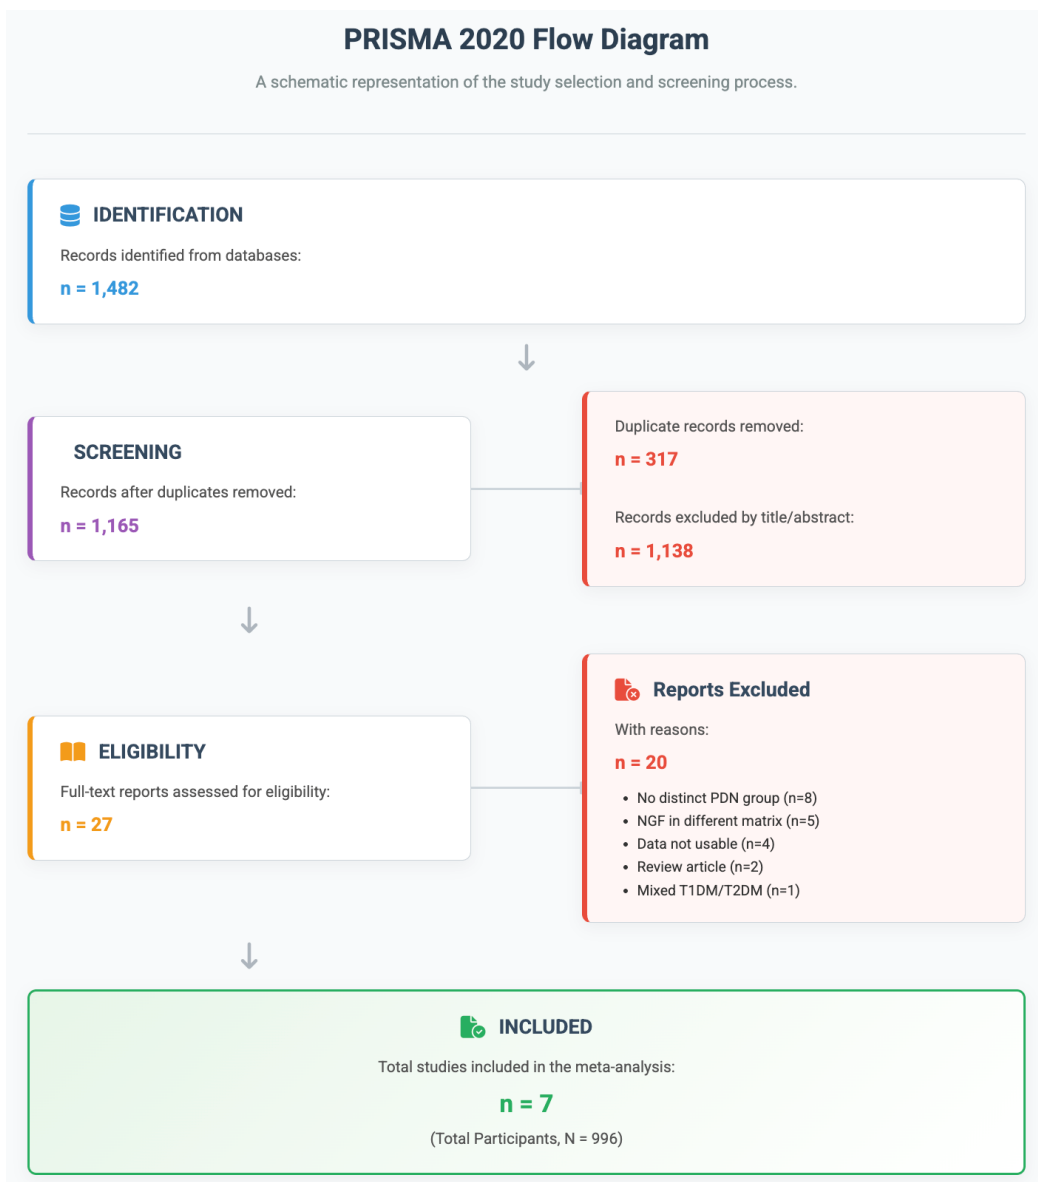 PRISMA 2020 Flow Diagram
A schematic representation of the study selection and screening process.
IDENTIFICATION
Records identified from databases:
n = 1,482
SCREENING
Records after duplicates removed:
n = 1,165
Duplicate records removed:
n = 317
Records excluded by title/abstract:
n = 1,138
ELIGIBILITY
Full-text reports assessed for eligibility:
n = 27
Reports Excluded
With reasons:
n = 20
• No distinct PDN group (n=8)
• NGF in different matrix (n=5)
• Data not usable (n=4)
• Review article (n=2)
• Mixed T1DM/T2DM (n=1)
INCLUDED
Total studies included in the meta-analysis:
n = 7
(Total Participants, N = 996)